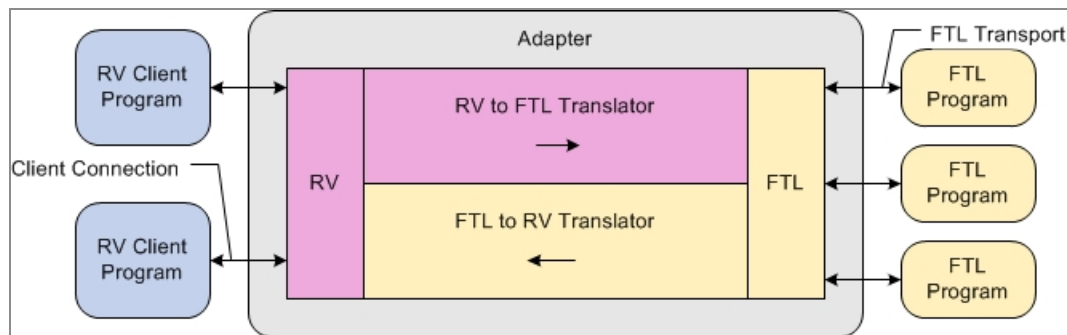 Adapter
FTL Transport
RV Client
Program
FTL
Program
RV to FTL Translator
Client Connection
RV
FTL
FTL
Program
FTL to RV Translator
RV Client
Program
FTL
Program